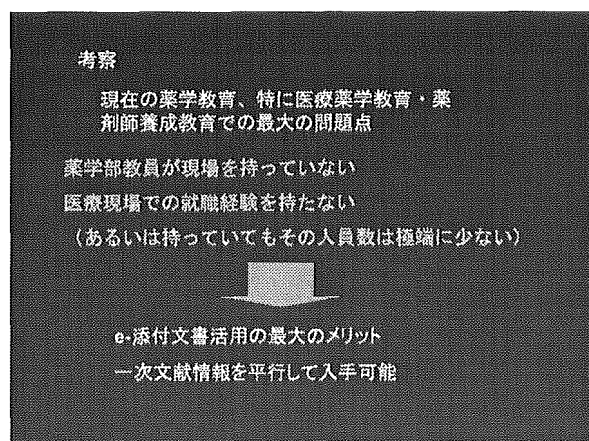 考察
現在の薬学教育、特に医療薬学教育・薬
剤師養成教育での最大の問題点
薬学部教員が現場を持っていない
医療現場での就職経験を持たない
（あるいは持っていてもその人員数は極端に少ない）
e-添付文書活用の最大のメリット
一次文献情報を平行して入手可能